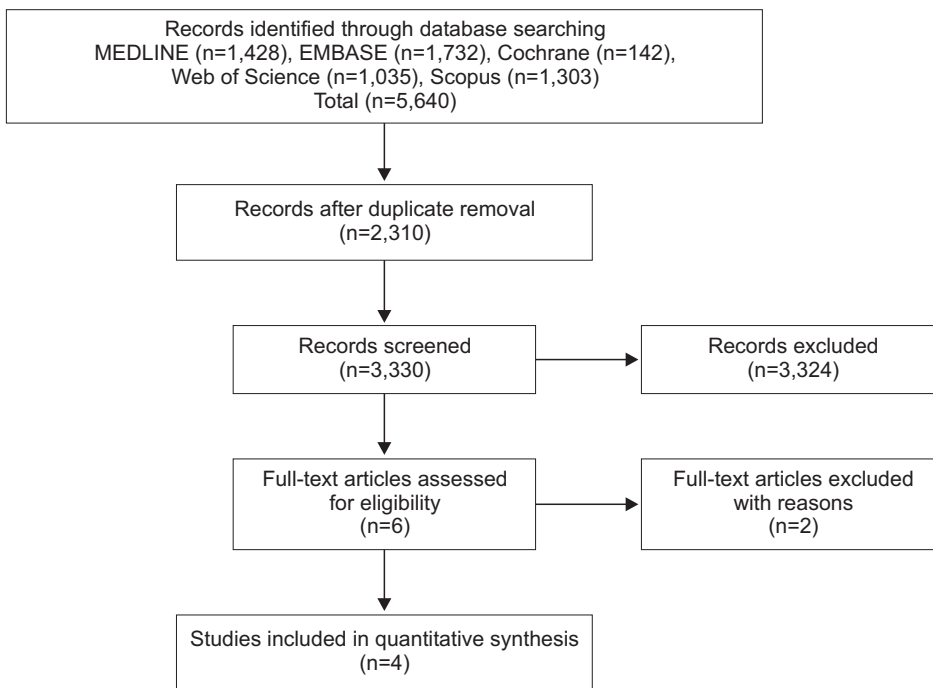 Records identified through database searching
MEDLINE (n=1,428), EMBASE (n=1,732), Cochrane (n=142),
Web of Science (n=1,035), Scopus (n=1,303)
Total (n=5,640)
Records after duplicate removal
(n=2,310)
Records screened
(n=3,330)
Records excluded
(n=3,324)
Full-text articles assessed
for eligibility
(n=6)
Full-text articles excluded
with reasons
(n=2)
Studies included in quantitative synthesis
(n=4)